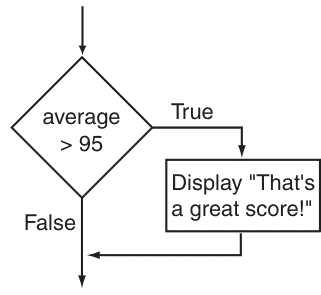 average
> 95
True
Display "That's
a great score!"
False